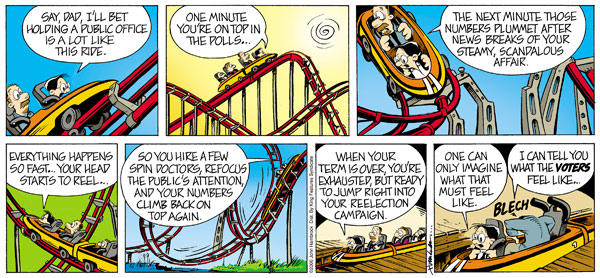 SAY, DAD, I'LL BET
HOLDING A PUBLIC OFFICE
IS A LOT LIKE
THIS RIDE.
ONE MINUTE
YOU'RE ON TOP IN
THE POLLS...
THE NEXT MINUTE THOSE
NUMBERS PLUMMET AFTER
NEWS BREAKS OF YOUR
STEAMY, SCANDALOUS
AFFAIR.
EVERYTHING HAPPENS
SO FAST... YOUR HEAD
STARTS TO REEL...
SO YOU HIRE A FEW
SPIN DOCTORS, REFOCUS
THE PUBLIC'S ATTENTION,
AND YOUR NUMBERS
CLIMB BACK ON
TOP AGAIN.
WHEN YOUR
TERM IS OVER, YOU'RE
EXHAUSTED, BUT READY
TO JUMP RIGHT INTO
YOUR REELECTION
CAMPAIGN.
ONE CAN
ONLY IMAGINE
WHAT THAT
MUST FEEL
LIKE.
I CAN TELL YOU
WHAT THE VOTERS
FEEL LIKE...
BLECH